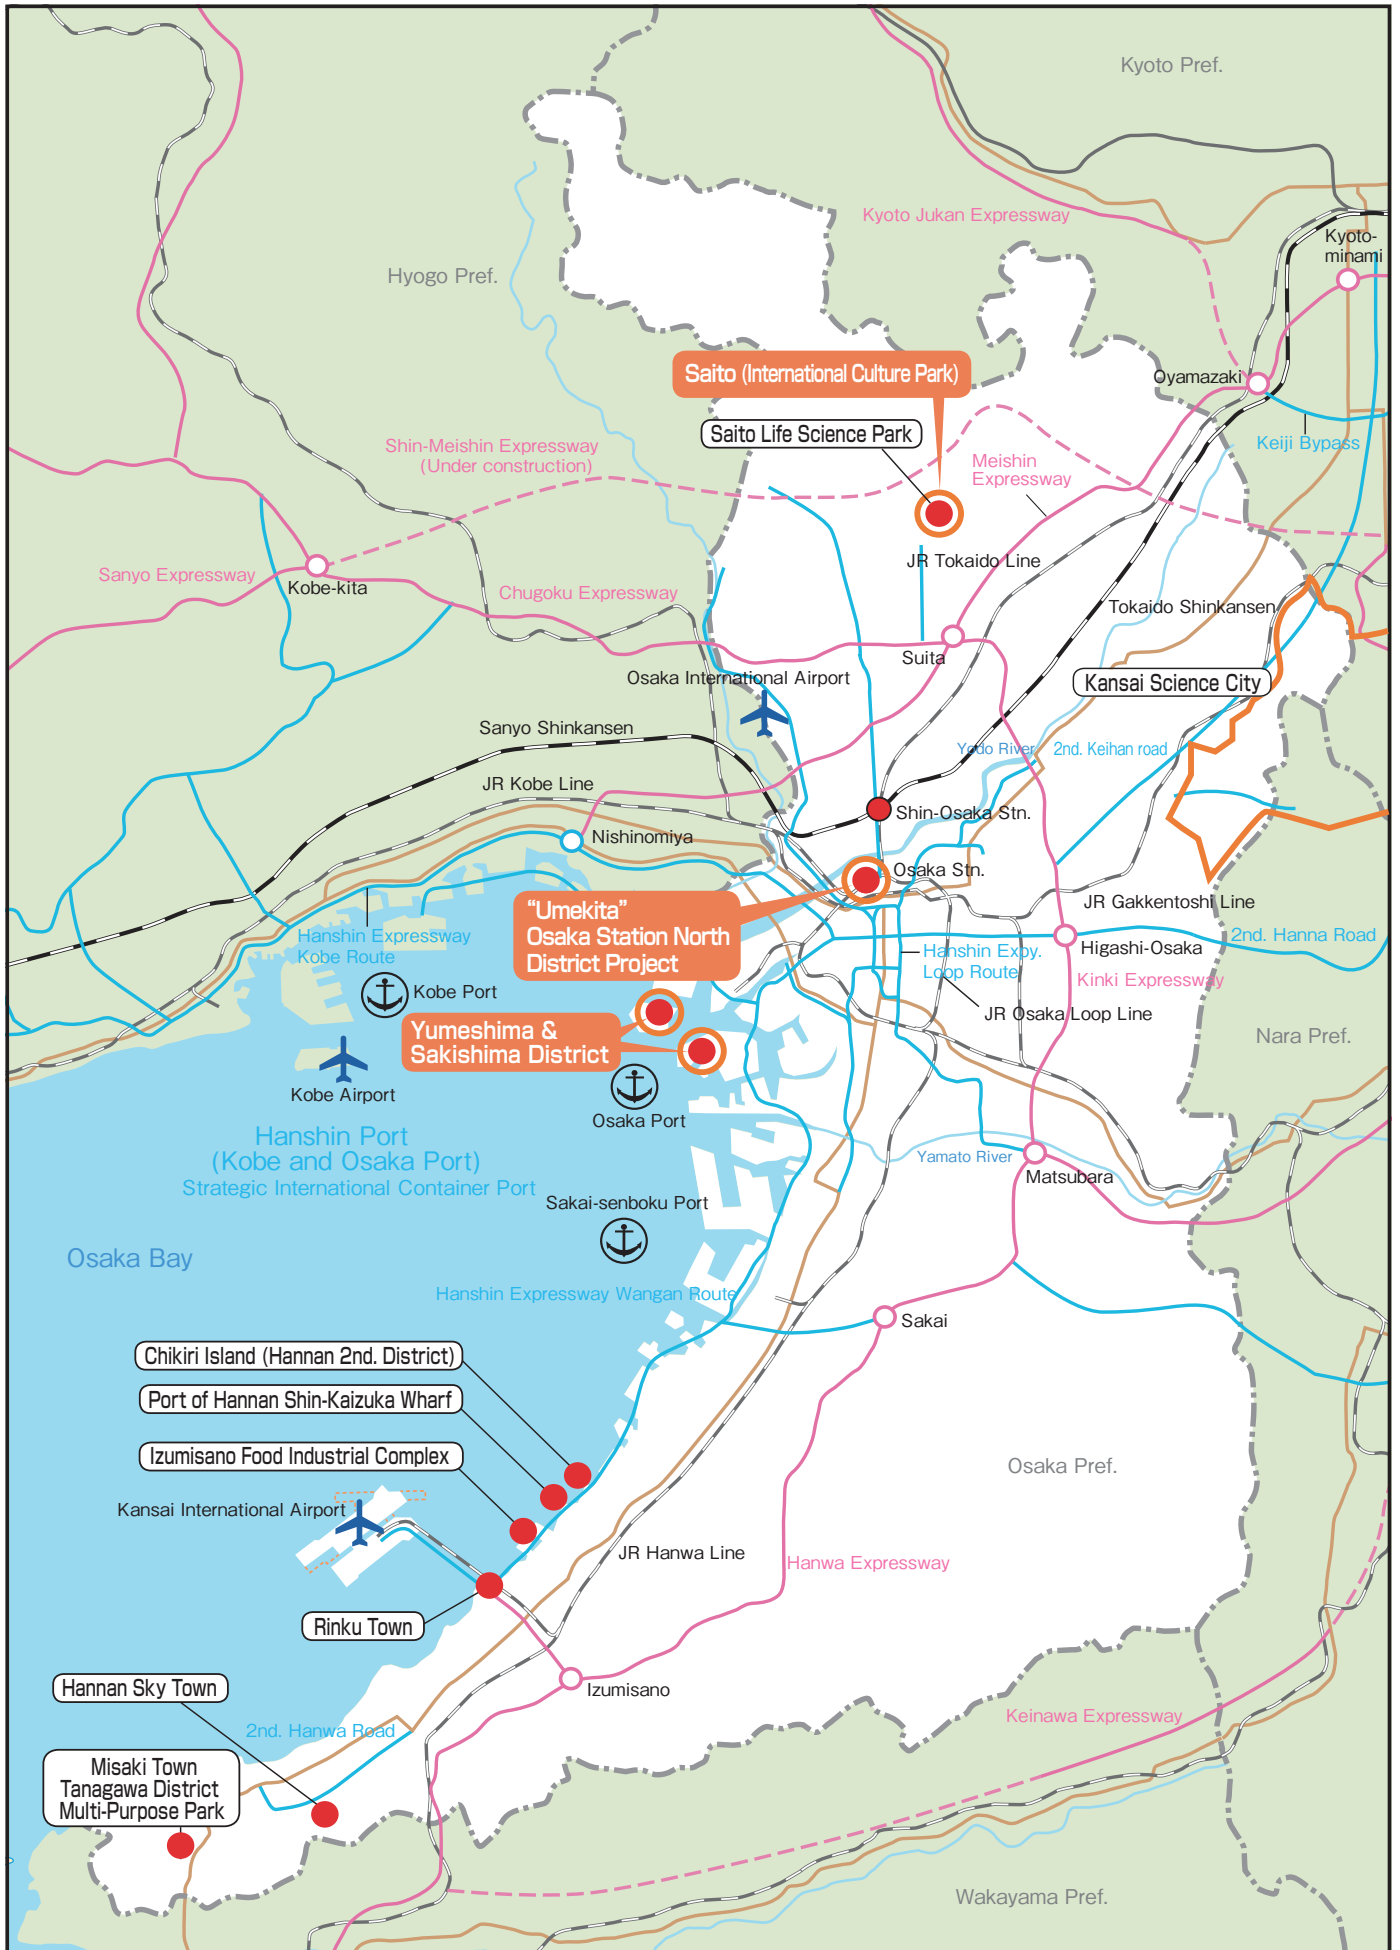 Kyoto Pref.
Kyoto Jukan Expressway
Kyoto-
minami
Hyogo Pref.
Saito (International Culture Park)
Oyamazaki
Saito Life Science Park
Keiji Bypass
Shin-Meishin Expressway
(Under construction)
Meishin
Expressway
JR Tokaido Line
Sanyo Expressway
Kobe-kita
Chugoku Expressway
Tokaido Shinkansen
Suita
Osaka International Airport
Kansai Science City
Sanyo Shinkansen
Yodo River
2nd. Keihan road
JR Kobe Line
Shin-Osaka Stn.
Nishinomiya
Osaka Stn.
JR Gakkentoshi Line
"Umekita"
Osaka Station North
District Project
Hanshin Expressway
Kobe Route
Hanshin Expy.
Loop Route
Higashi-Osaka
2nd. Hanna Road
Kinki Expressway
Kobe Port
JR Osaka Loop Line
Yumeshima &
Sakishima District
Nara Pref.
Kobe Airport
Osaka Port
Hanshin Port
(Kobe and Osaka Port)
Strategic International Container Port
Yamato River
Matsubara
Sakai-senboku Port
Osaka Bay
Hanshin Expressway Wangan Route
Sakai
Chikiri Island (Hannan 2nd. District)
Port of Hannan Shin-Kaizuka Wharf
Izumisano Food Industrial Complex
Osaka Pref.
Kansai International Airport
JR Hanwa Line
Hanwa Expressway
Rinku Town
Hannan Sky Town
Izumisano
Keinawa Expressway
2nd. Hanwa Road
Misaki Town
Tanagawa District
Multi-Purpose Park
Wakayama Pref.